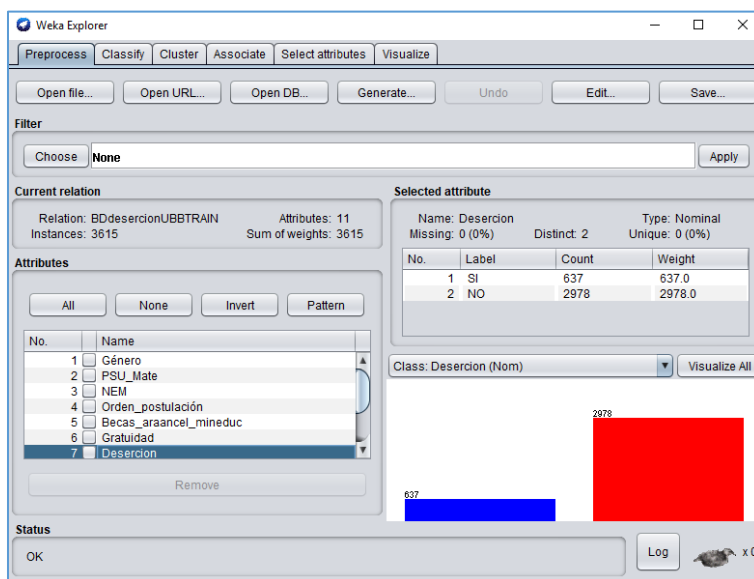 Weka Explorer
Preprocess Classify Cluster Associate Select attributes Visualize
Open file... Open URL... Open DB... Generate... Undo Edit... Save...
Filter
Choose None Apply
Current relation
Relation: BDdesercionUBBTRAIN Attributes: 11
Instances: 3615 Sum of weights: 3615
Attributes
All None Invert Pattern
No. Name
1 Género
2 PSU_Mate
3 NEM
4 Orden_postulación
5 Becas_araancel_mineduc
6 Gratuidad
7 Desercion
Remove
Selected attribute
Name: Desercion Type: Nominal
Missing: 0 (0%) Distinct: 2 Unique: 0 (0%)
No. Label Count Weight
1 SI 637 637.0
2 NO 2978 2978.0
Class: Desercion (Nom) Visualize All
2978
637
Status
OK
Log x 0